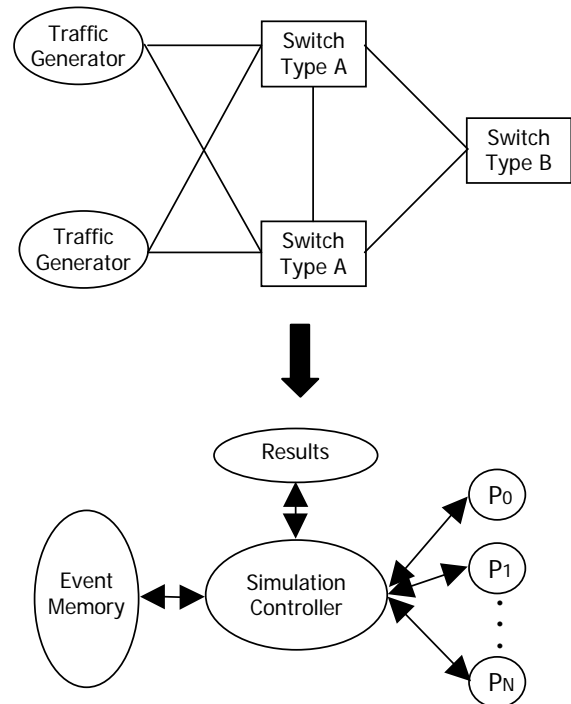 Traffic
Generator
Switch
Type A
Switch
Type B
Traffic
Generator
Switch
Type A
Results
P0
Event
Memory
Simulation
Controller
P1
PN